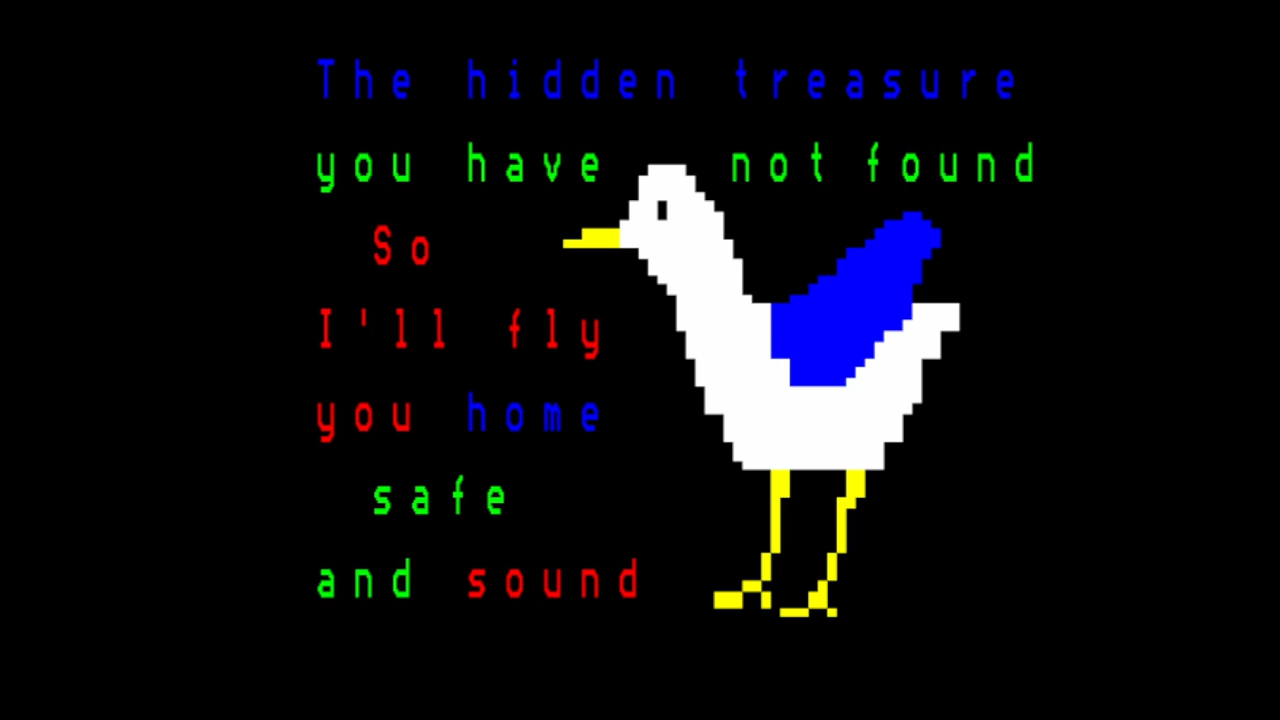 The hidden treasure
you have not found
So
I'll fly
you home
safe
and sound